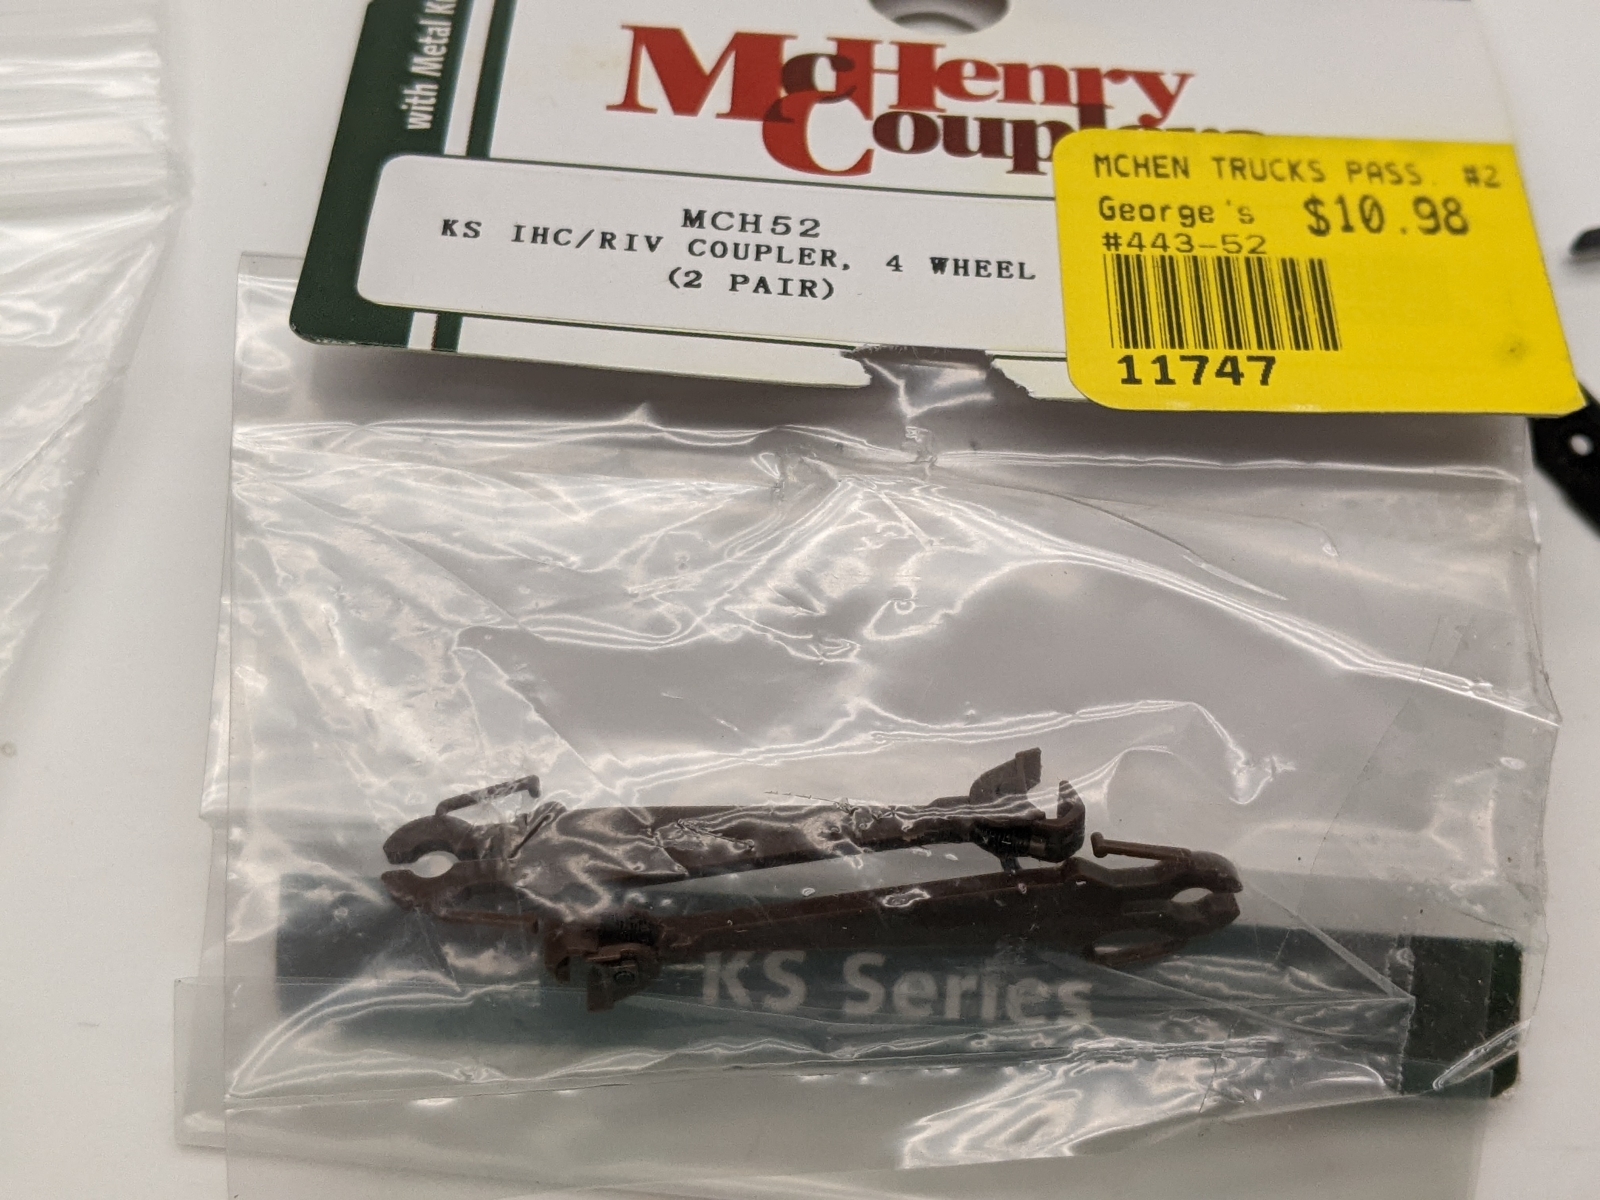 with Metal
McHenry
Couplers
MCH52
KS IHC/RIV COUPLER, 4 WHEEL
(2 PAIR)
MCHEN TRUCKS PASS. #2
George's $10.98
#443-52
11747
KS Series